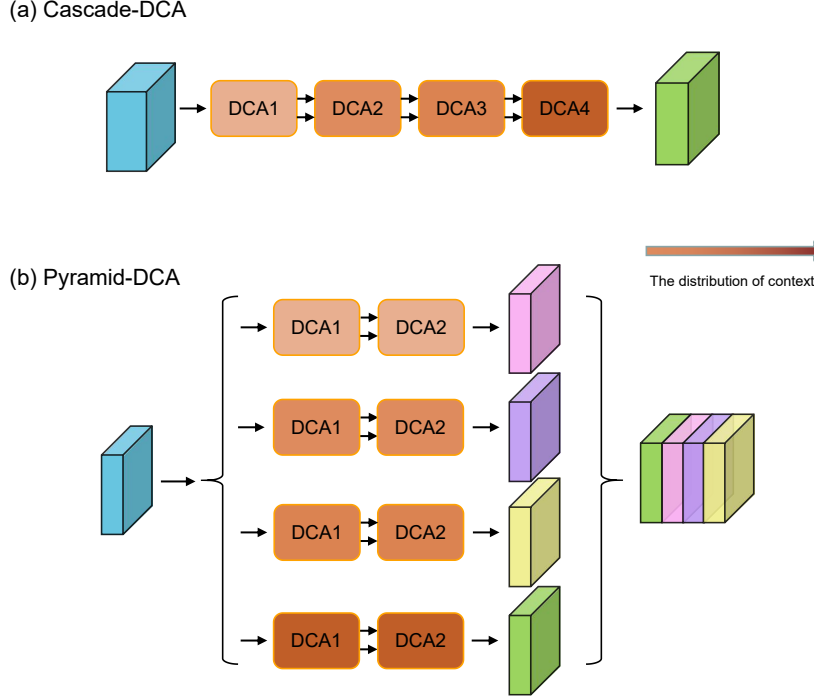 (a) Cascade-DCA
DCA1 DCA2 DCA3 DCA4
The distribution of context
(b) Pyramid-DCA
DCA1 DCA2
DCA1 DCA2
DCA1 DCA2
DCA1 DCA2